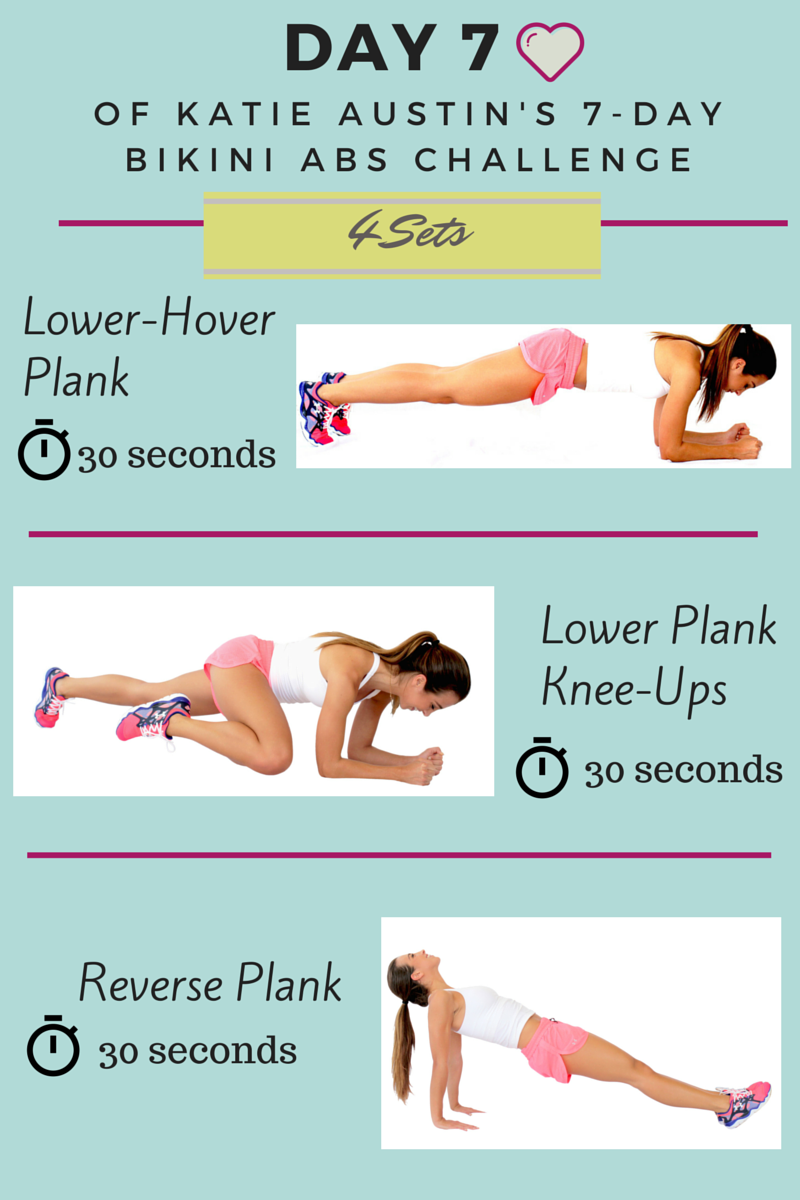 DAY 7
OF KATIE AUSTIN'S 7-DAY
BIKINI ABS CHALLENGE
4 Sets
Lower-Hover
Plank
30 seconds
Lower Plank
Knee-Ups
30 seconds
Reverse Plank
30 seconds